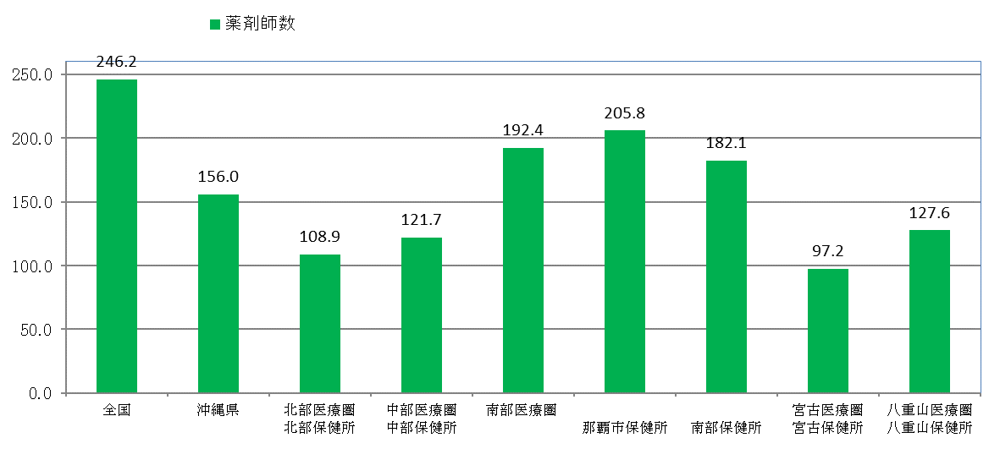 薬剤師数
250.0
200.0
150.0
100.0
50.0
0.0
246.2
156.0
108.9
121.7
192.4
205.8
182.1
97.2
127.6
全国
沖縄県
北部医療圏
北部保健所
中部医療圏
中部保健所
南部医療圏
那覇市保健所
南部保健所
宮古医療圏
宮古保健所
八重山医療圏
八重山保健所